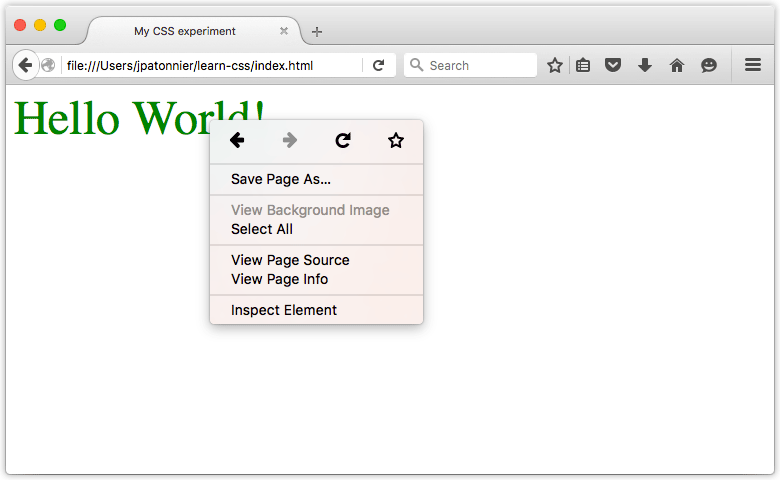 My CSS experiment
file:///Users/jpatonnier/learn-css/index.html
Search
Hello World!
Save Page As...
View Background Image
Select All
View Page Source
View Page Info
Inspect Element